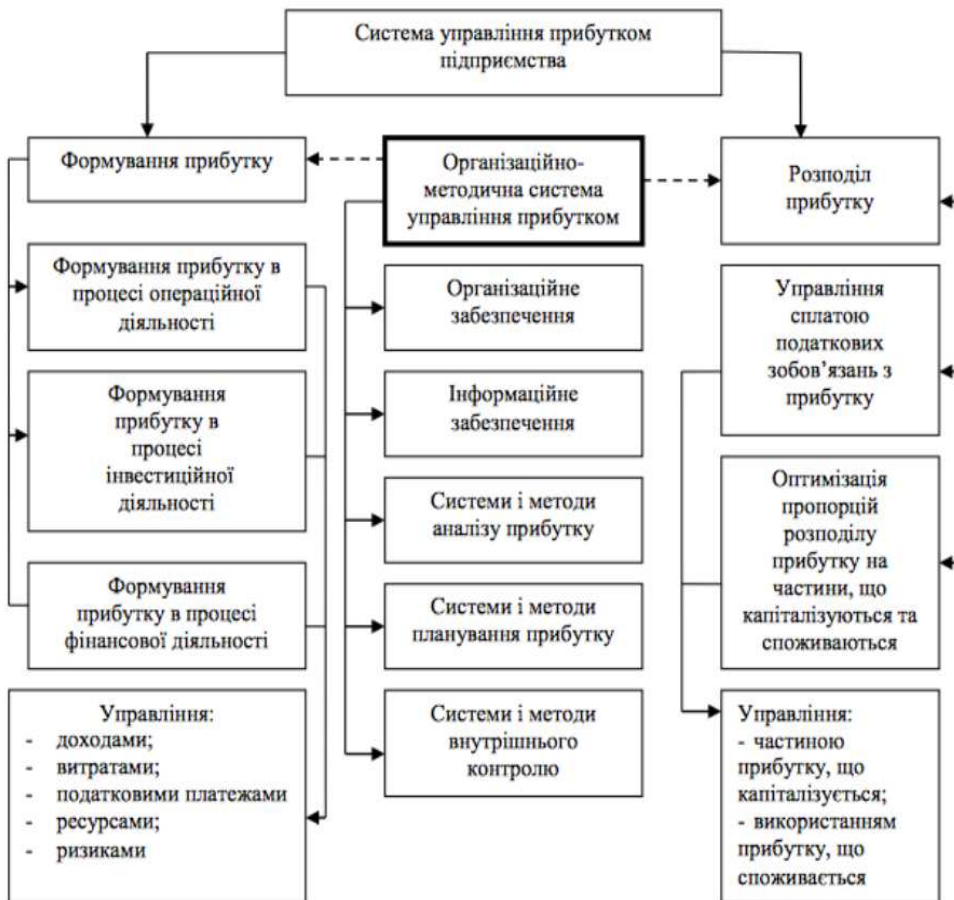 Система управління прибутком
підприємства
Формування прибутку
Організаційно-
методична система
управління прибутком
Розподіл
прибутку
Формування прибутку в
процесі операційної
діяльності
Організаційне
забезпечення
Управління
сплатою
податкових
зобов’язань з
прибутку
Формування
прибутку в
процесі
інвестиційної
діяльності
Інформаційне
забезпечення
Системи і методи
аналізу прибутку
Оптимізація
пропорцій
розподілу
прибутку на
частини, що
капіталізуються та
споживаються
Формування
прибутку в процесі
фінансової діяльності
Системи і методи
планування прибутку
Управління:
- доходами;
- витратами;
- податковими платежами
- ресурсами;
- ризиками
Системи і методи
внутрішнього
контролю
Управління:
- частиною
прибутку, що
капіталізується;
- використанням
прибутку, що
споживається